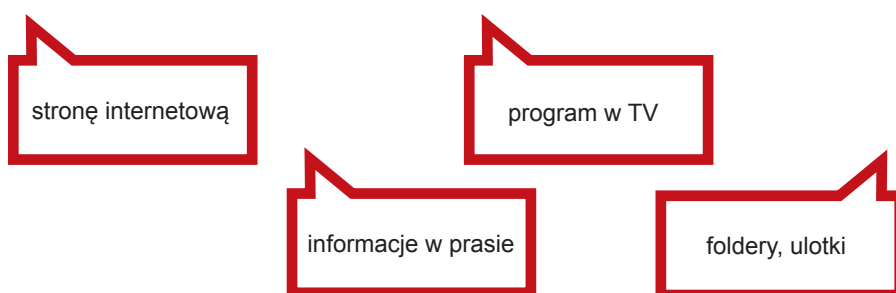 stronę internetową
program w TV
informacje w prasie
foldery, ulotki